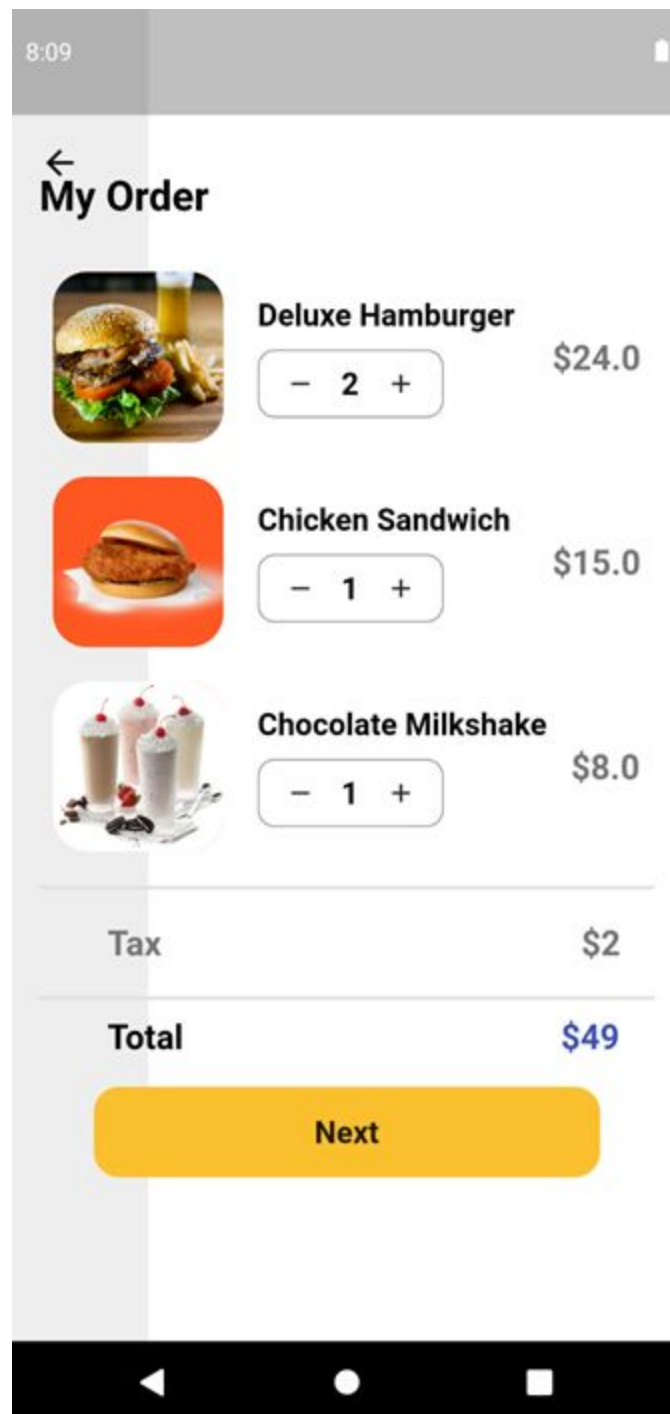 8:09
My Order
Deluxe Hamburger
− 2 +
$24.0
Chicken Sandwich
− 1 +
$15.0
Chocolate Milkshake
− 1 +
$8.0
Tax $2
Total $49
Next